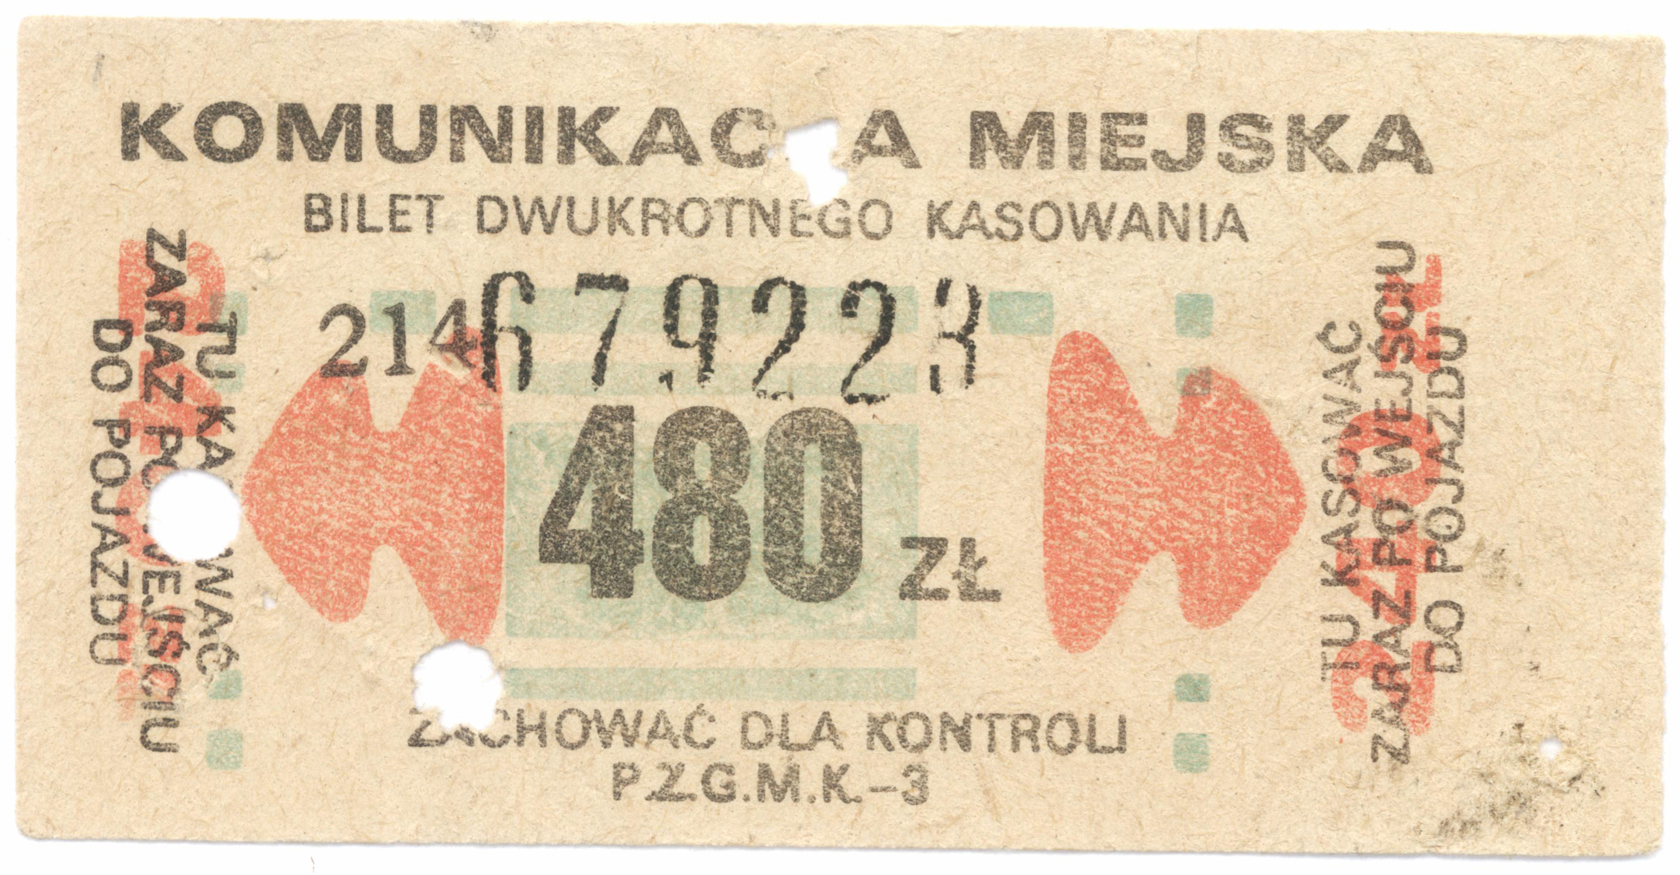 KOMUNIKACJA MIEJSKA
BILET DWUKROTNEGO KASOWANIA
214 679223
480 ZŁ
ZACHOWAĆ DLA KONTROLI
P.Z.G.M.K.-3
TU KASOWAĆ
ZARAZ PO WEJŚCIU
DO POJAZDU
TU KASOWAĆ
ZARAZ PO WEJŚCIU
DO POJAZDU
240